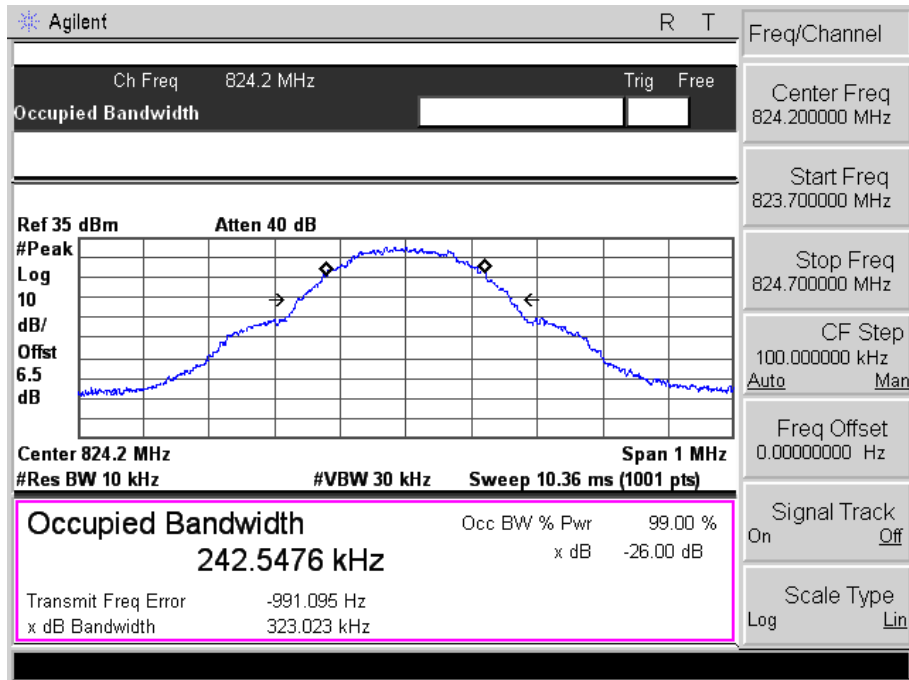 Agilent R T
Ch Freq 824.2 MHz Trig Free
Occupied Bandwidth
Ref 35 dBm Atten 40 dB
#Peak
Log
10
dB/
Offst
6.5
dB
Center 824.2 MHz Span 1 MHz
#Res BW 10 kHz #VBW 30 kHz Sweep 10.36 ms (1001 pts)
Occupied Bandwidth Occ BW % Pwr 99.00 %
242.5476 kHz x dB -26.00 dB
Transmit Freq Error -991.095 Hz
x dB Bandwidth 323.023 kHz
Freq/Channel
Center Freq
824.200000 MHz
Start Freq
823.700000 MHz
Stop Freq
824.700000 MHz
CF Step
100.000000 kHz
Auto Man
Freq Offset
0.00000000 Hz
Signal Track
On Off
Scale Type
Log Lin